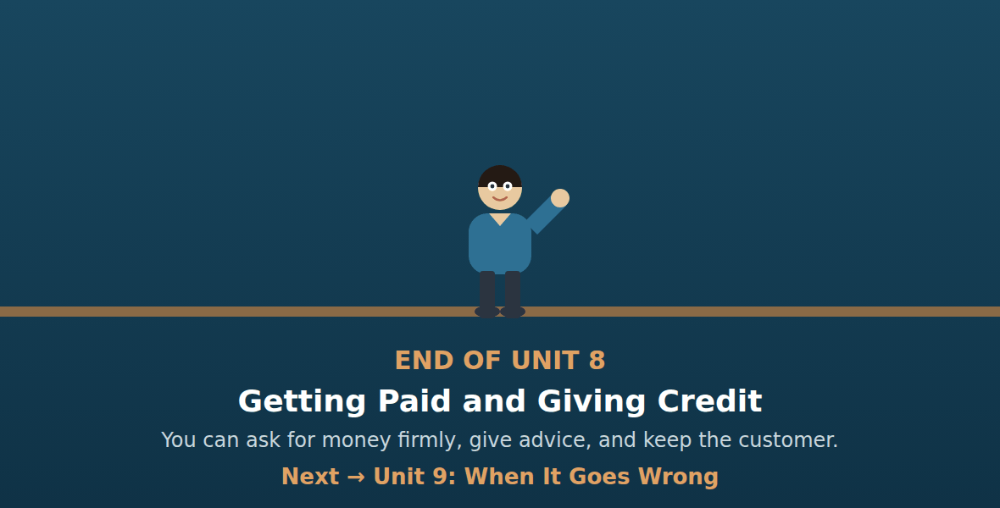 END OF UNIT 8
Getting Paid and Giving Credit
You can ask for money firmly, give advice, and keep the customer.
Next → Unit 9: When It Goes Wrong